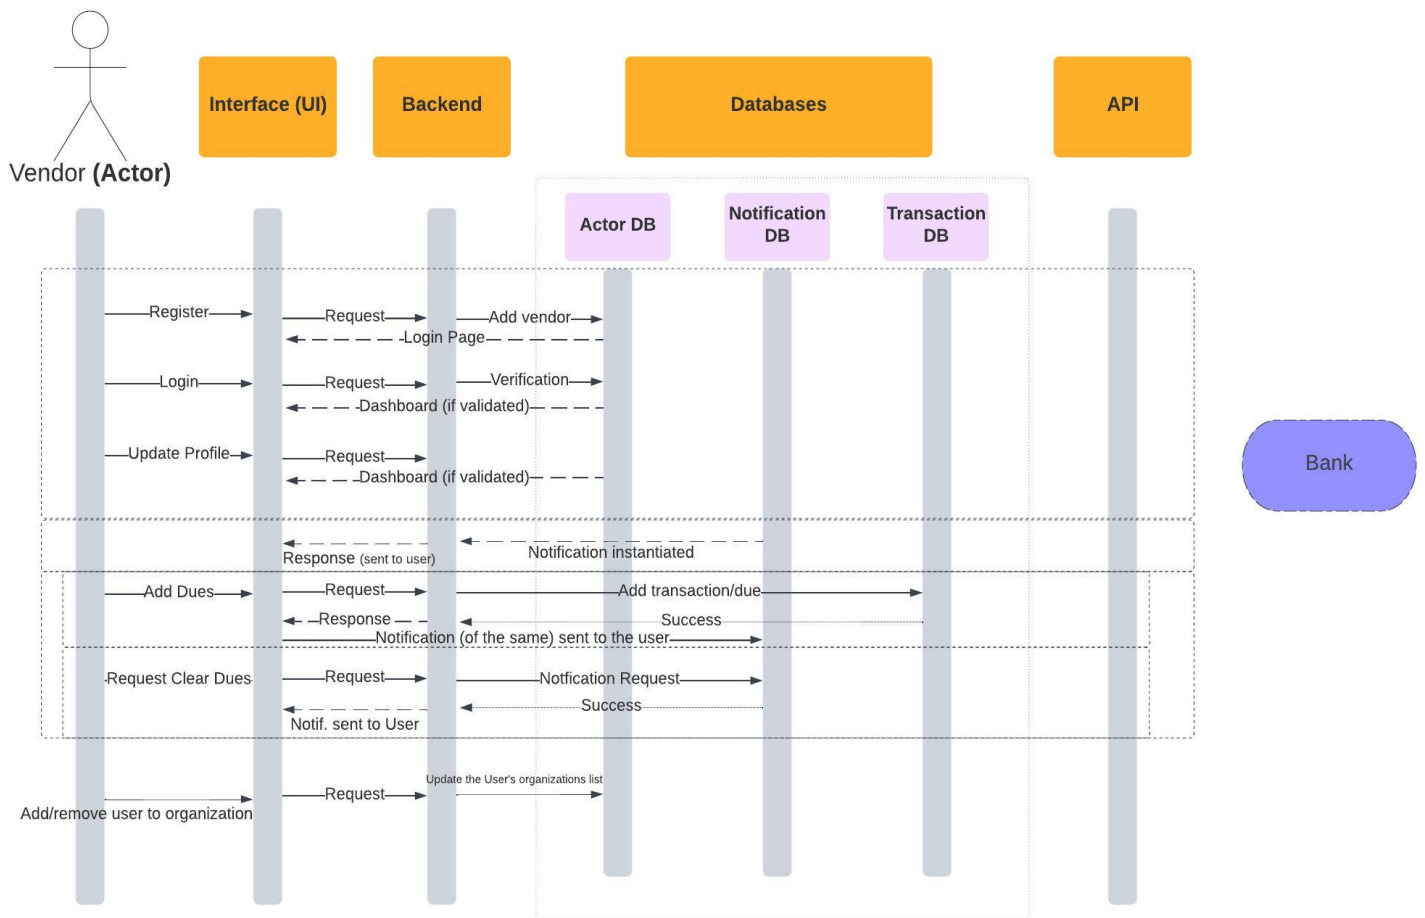 Vendor (Actor)
Interface (UI)
Backend
Databases
API
Actor DB
Notification
DB
Transaction
DB
Register
Request
Add vendor
Login Page
Login
Request
Verification
Dashboard (if validated)
Update Profile
Request
Dashboard (if validated)
Bank
Notification instantiated
Response (sent to user)
Add Dues
Request
Add transaction/due
Response
Success
Notification (of the same) sent to the user
Request Clear Dues
Request
Notfication Request
Success
Notif. sent to User
Update the User's organizations list
Request
Add/remove user to organization